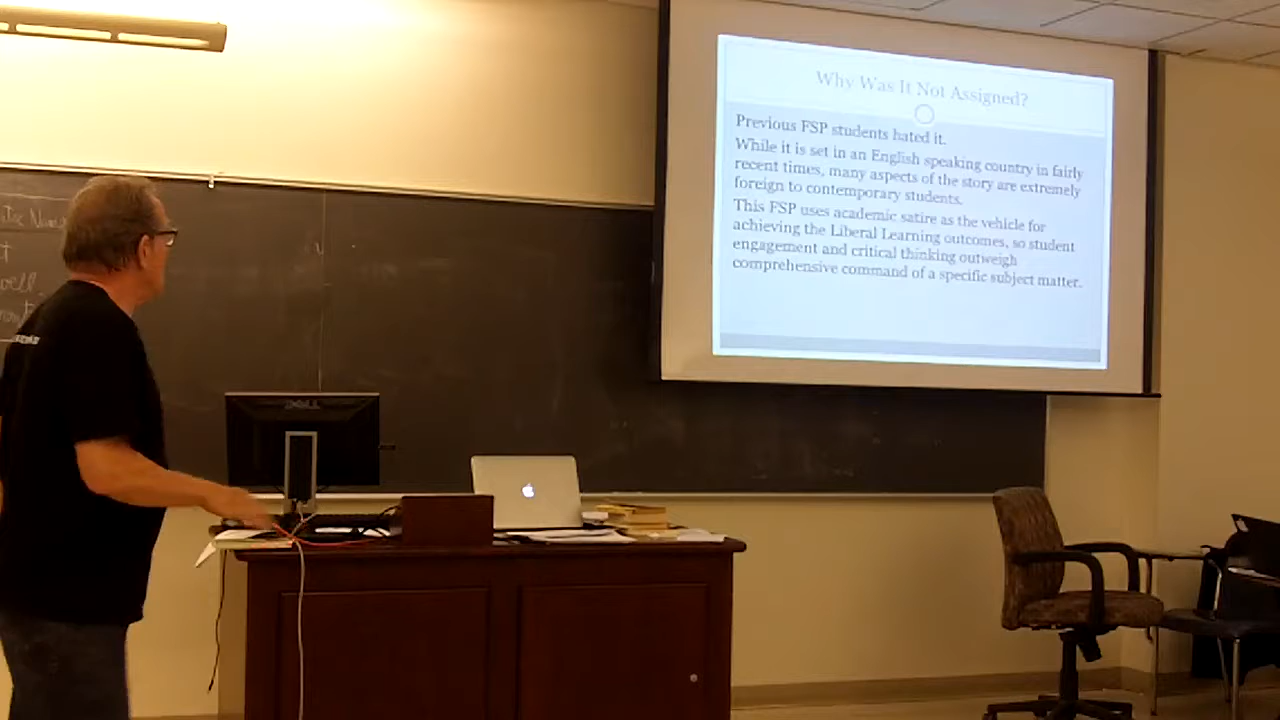 Why Was It Not Assigned?
Previous FSP students hated it.
While it is set in an English speaking country in fairly
recent times, many aspects of the story are extremely
foreign to contemporary students.
This FSP uses academic satire as the vehicle for
achieving the Liberal Learning outcomes, so student
engagement and critical thinking outweigh
comprehensive command of a specific subject matter.
DELL